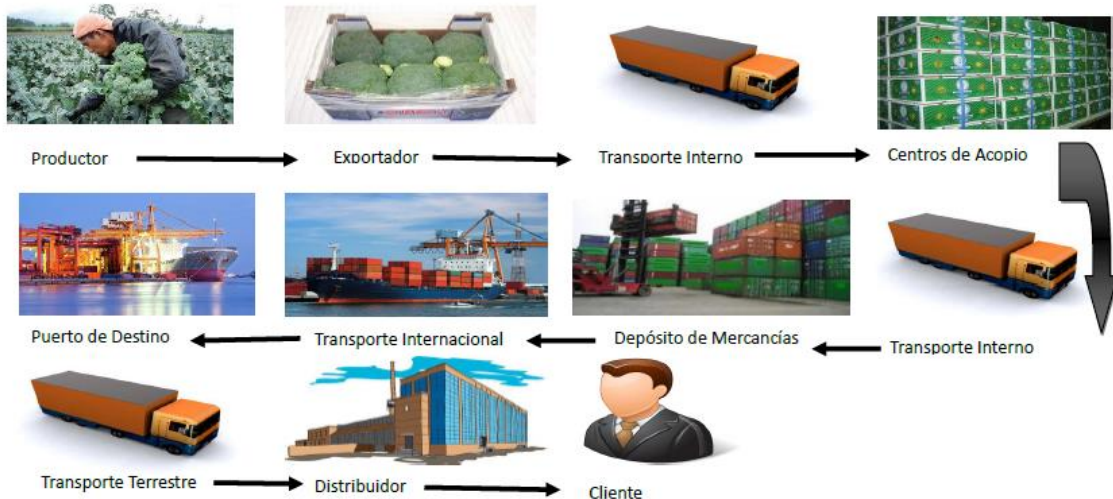 Productor
Exportador
Transporte Interno
Centros de Acopio
Transporte Interno
Depósito de Mercancías
Transporte Internacional
Puerto de Destino
Transporte Terrestre
Distribuidor
Cliente